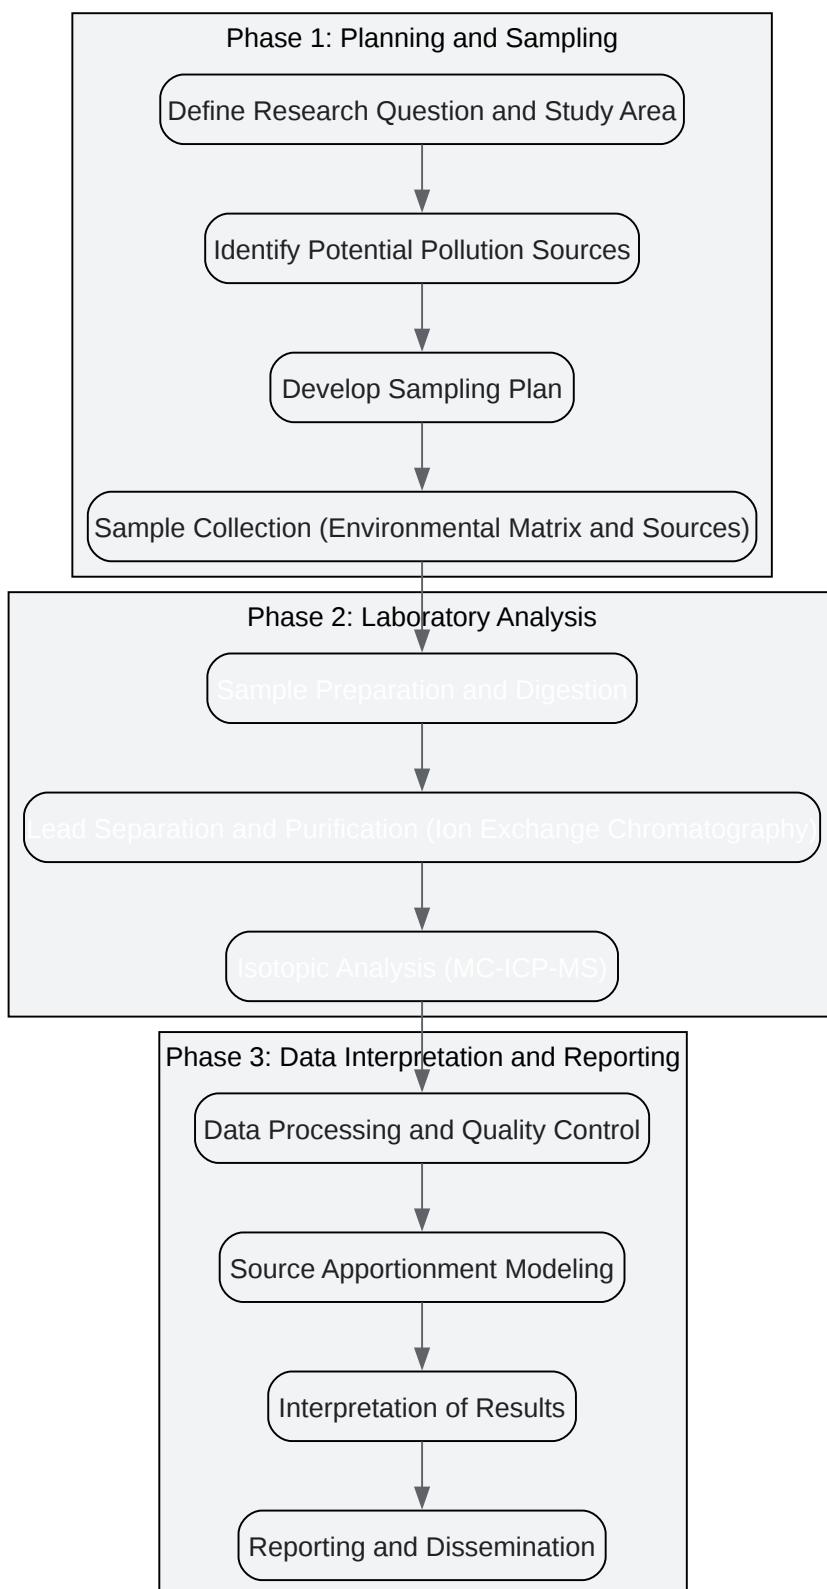 Phase 1: Planning and Sampling
Define Research Question and Study Area
Identify Potential Pollution Sources
Develop Sampling Plan
Sample Collection (Environmental Matrix and Sources)
Phase 2: Laboratory Analysis
Sample Preparation and Digestion
Lead Separation and Purification (Ion Exchange Chromatography)
Isotopic Analysis (MC-ICP-MS)
Phase 3: Data Interpretation and Reporting
Data Processing and Quality Control
Source Apportionment Modeling
Interpretation of Results
Reporting and Dissemination